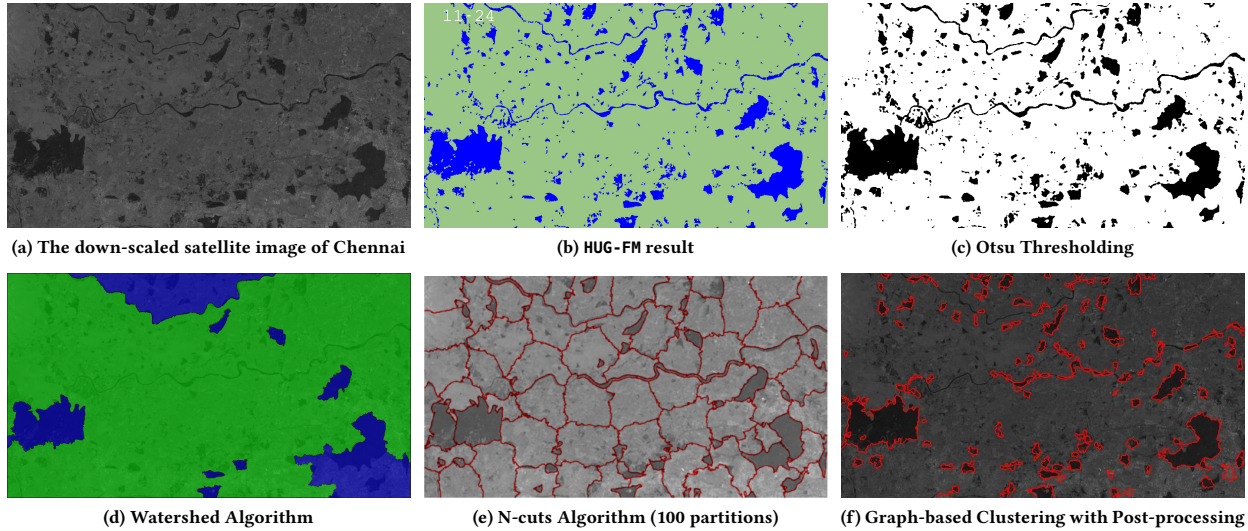 11-24
(a) The down-scaled satellite image of Chennai
(b) HUG-FM result
(c) Otsu Thresholding
(d) Watershed Algorithm
(e) N-cuts Algorithm (100 partitions)
(f) Graph-based Clustering with Post-processing